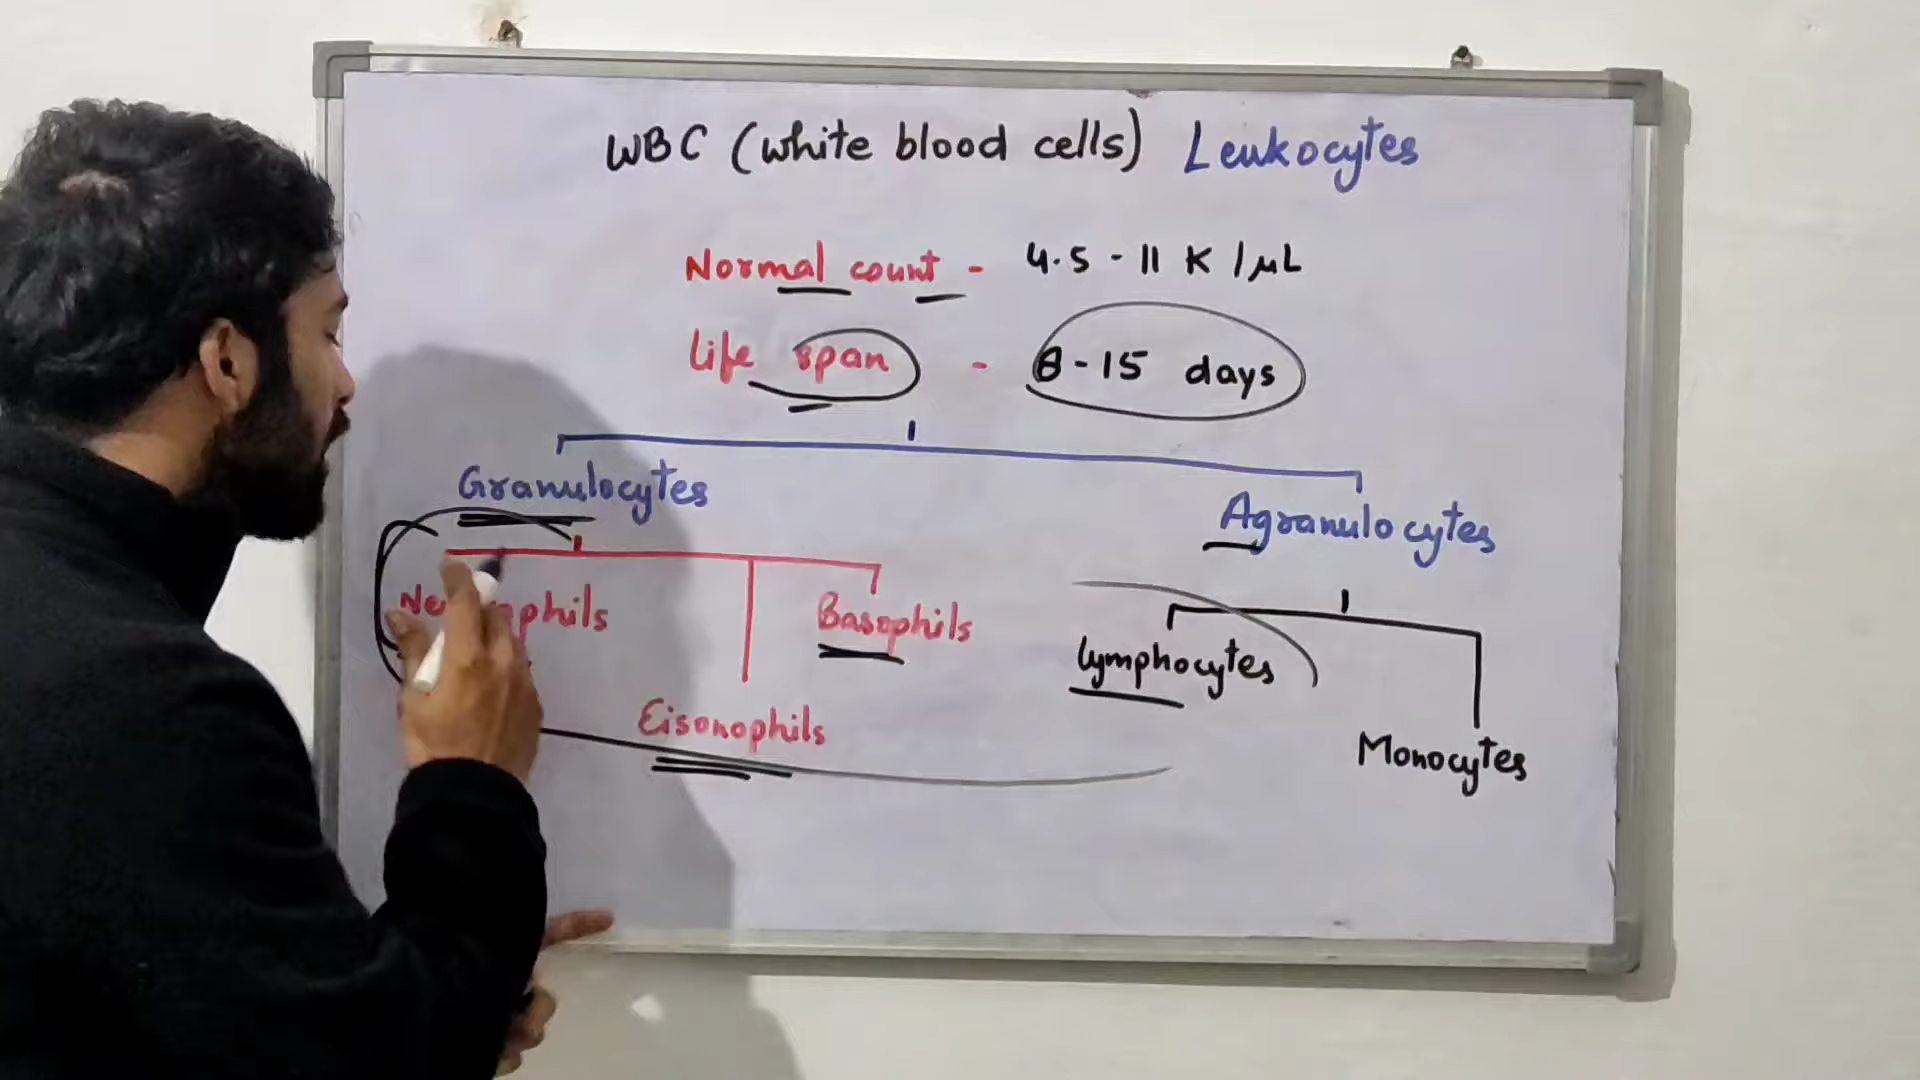 WBC (white blood cells) Leukocytes
Normal count - 4.5 - 11 K /μL
Life span - 8-15 days
Granulocytes
Agranulocytes
Basophils
Lymphocytes
Eisonophils
Monocytes